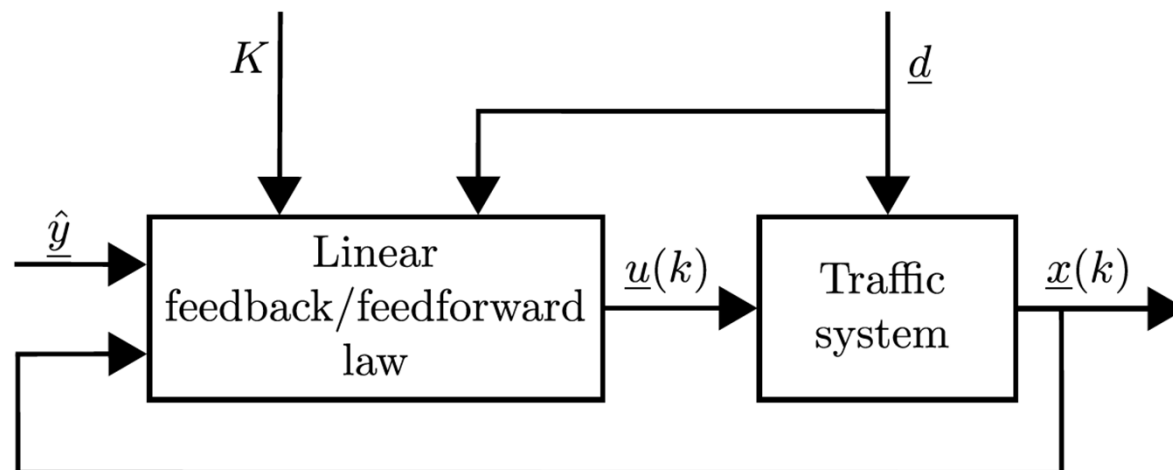 K
d
ŷ
Linear
feedback/feedforward
law
u(k)
Traffic
system
x(k)